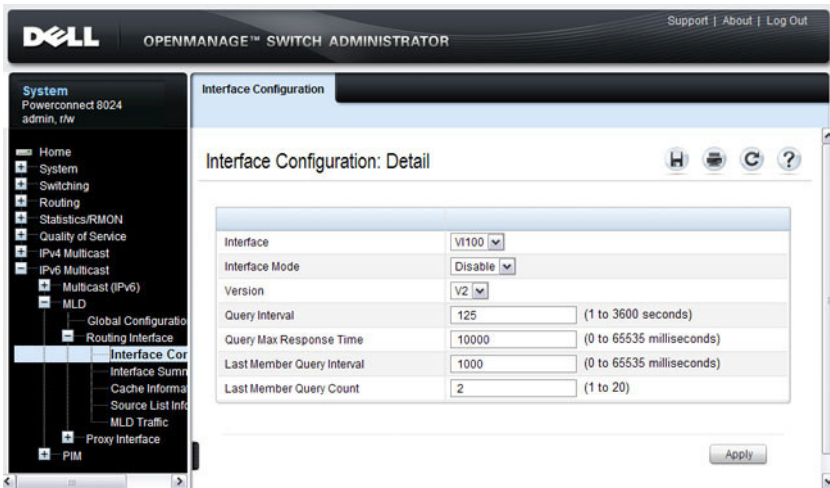 Support | About | Log Out
DELL OPENMANAGE™ SWITCH ADMINISTRATOR
System
Powerconnect 8024
admin, r/w
Home
System
Switching
Routing
Statistics/RMON
Quality of Service
IPv4 Multicast
IPv6 Multicast
Multicast (IPv6)
MLD
Global Configuratio
Routing Interface
Interface Cor
Interface Summ
Cache Informa
Source List Info
MLD Traffic
Proxy Interface
PIM
Interface Configuration
Interface Configuration: Detail
Interface Vl100
Interface Mode Disable
Version V2
Query Interval 125 (1 to 3600 seconds)
Query Max Response Time 10000 (0 to 65535 milliseconds)
Last Member Query Interval 1000 (0 to 65535 milliseconds)
Last Member Query Count 2 (1 to 20)
Apply